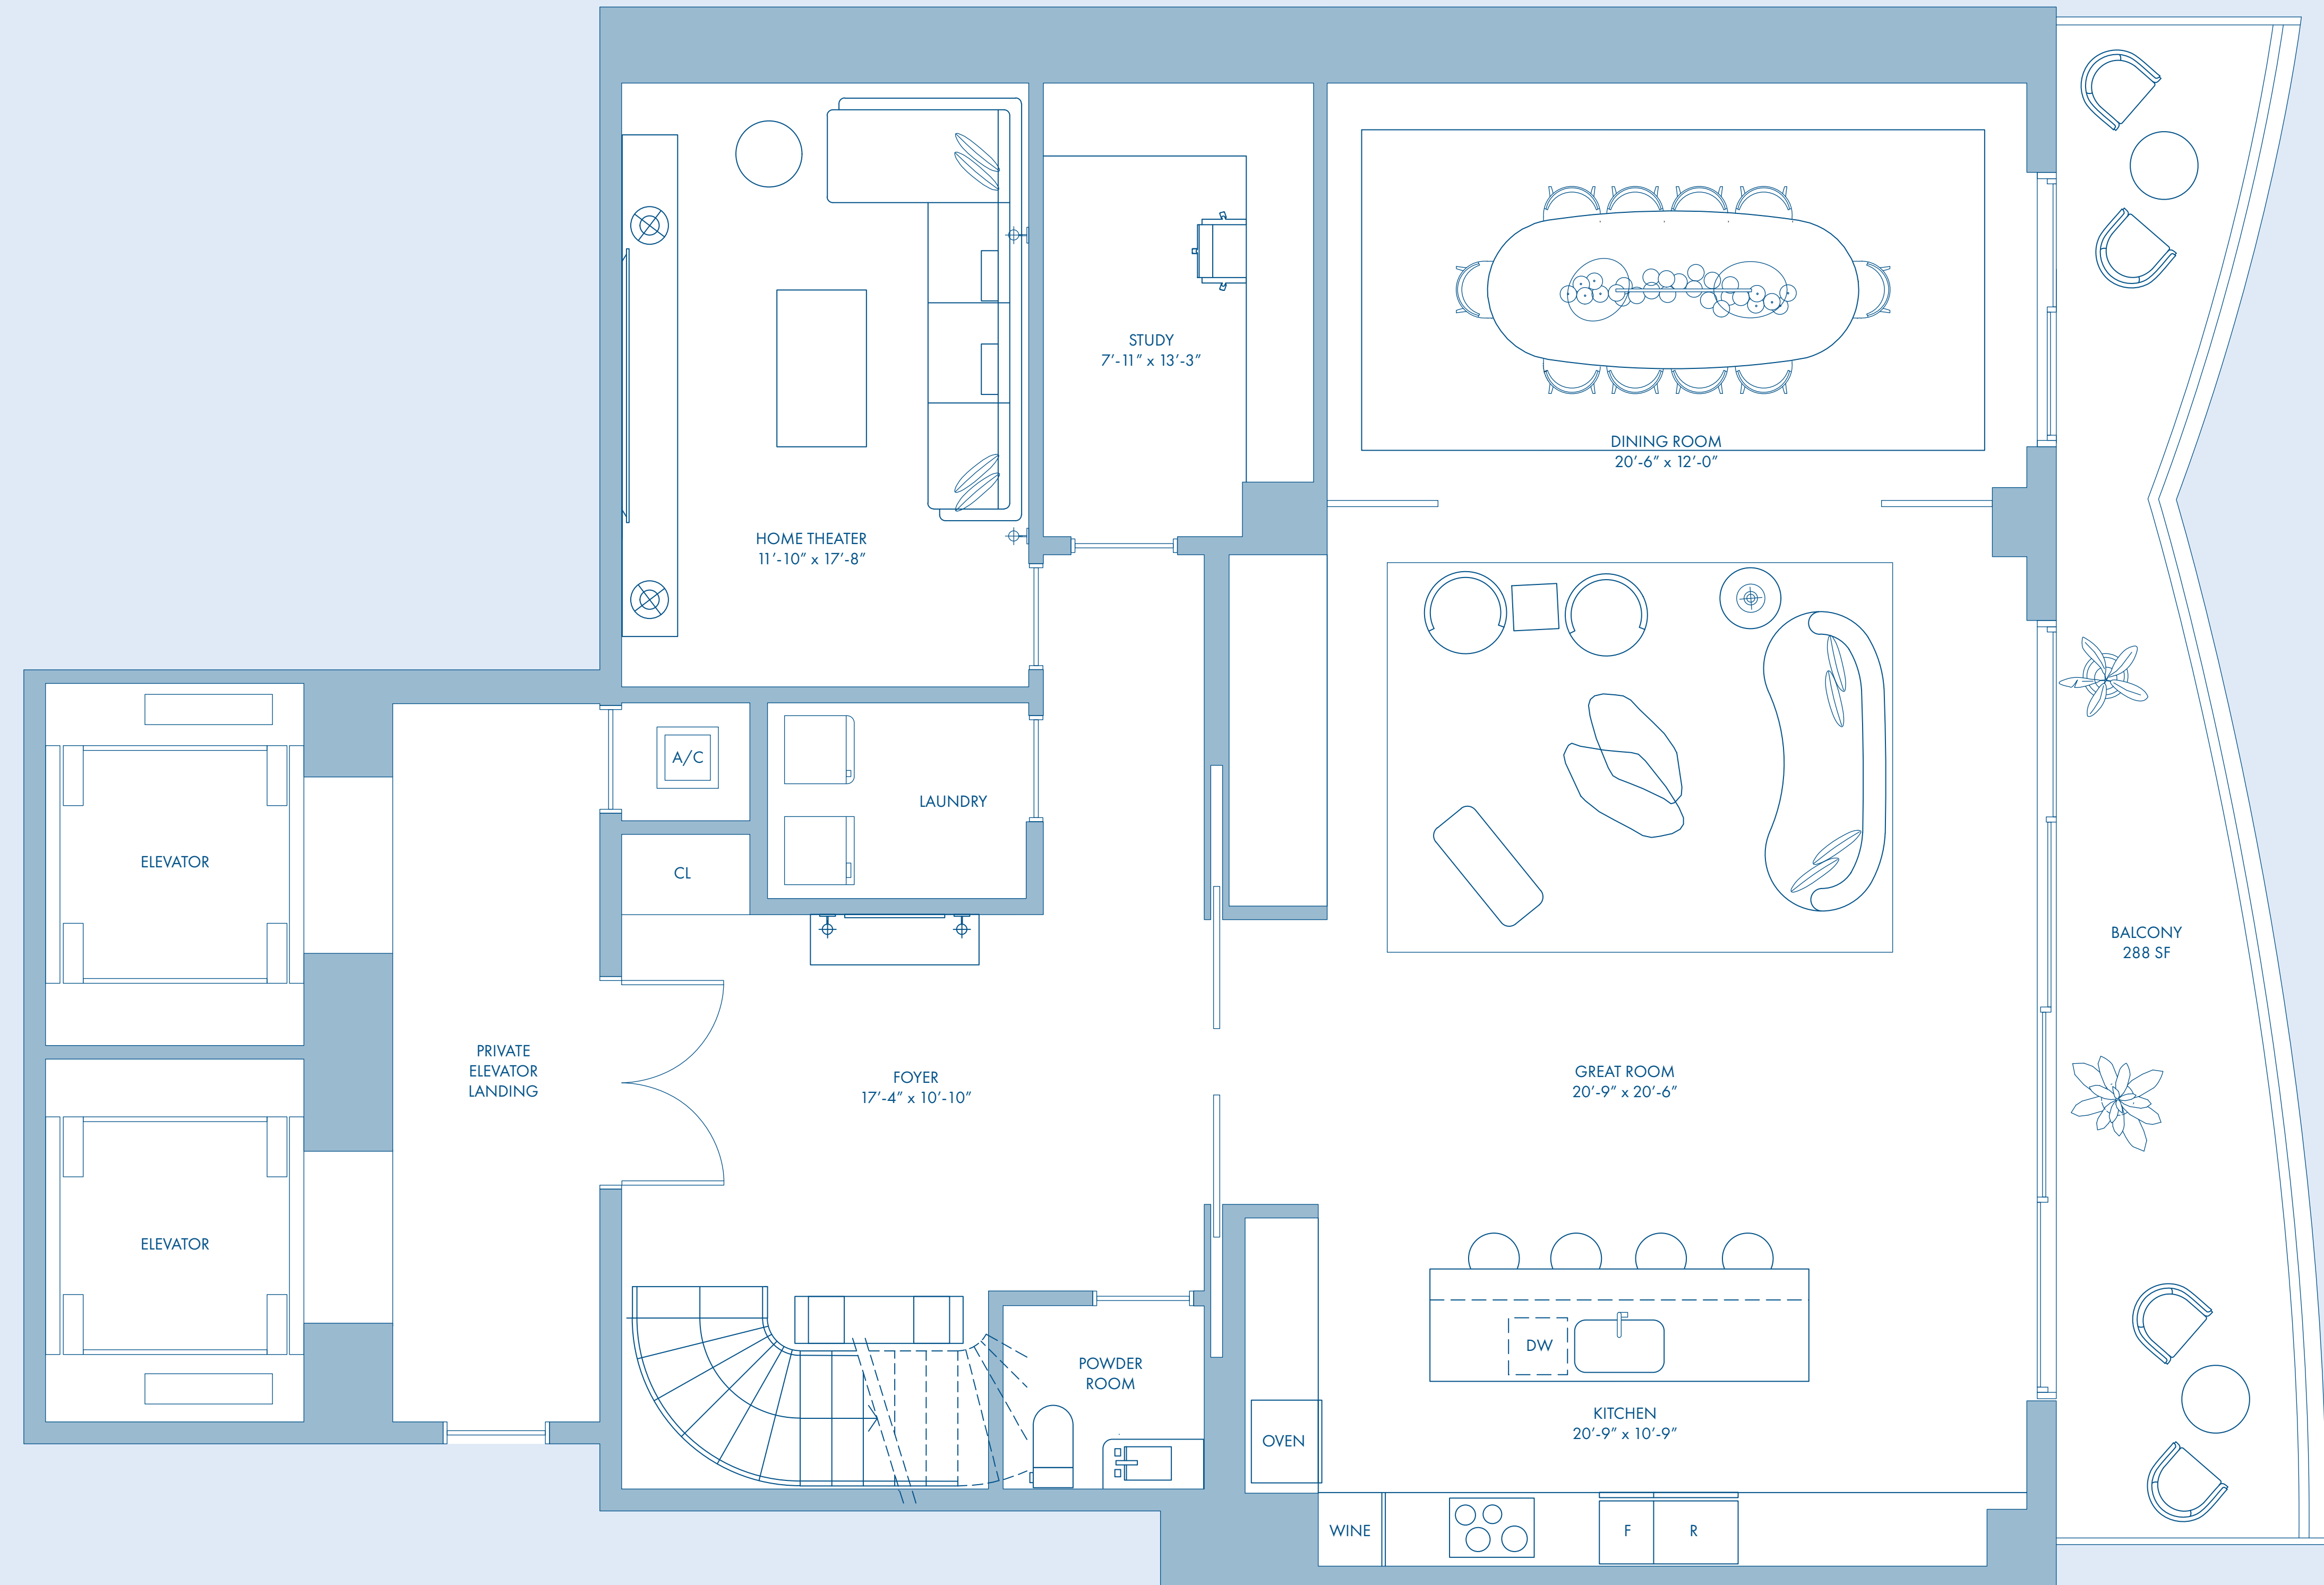 STUDY
7’-11” x 13’-3”
DINING ROOM
20’-6” x 12’-0”
HOME THEATER
11’-10” x 17’-8”
A/C
LAUNDRY
ELEVATOR
CL
BALCONY
288 SF
PRIVATE
ELEVATOR
LANDING
FOYER
17’-4” x 10’-10”
GREAT ROOM
20’-9” x 20’-6”
ELEVATOR
DW
POWDER
ROOM
KITCHEN
20’-9” x 10’-9”
OVEN
WINE
F
R